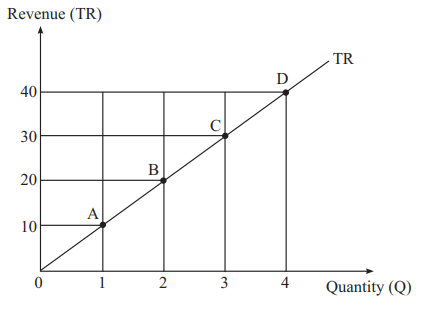 Revenue (TR)
TR
D
40
C
30
B
20
A
10
0 1 2 3 4
Quantity (Q)